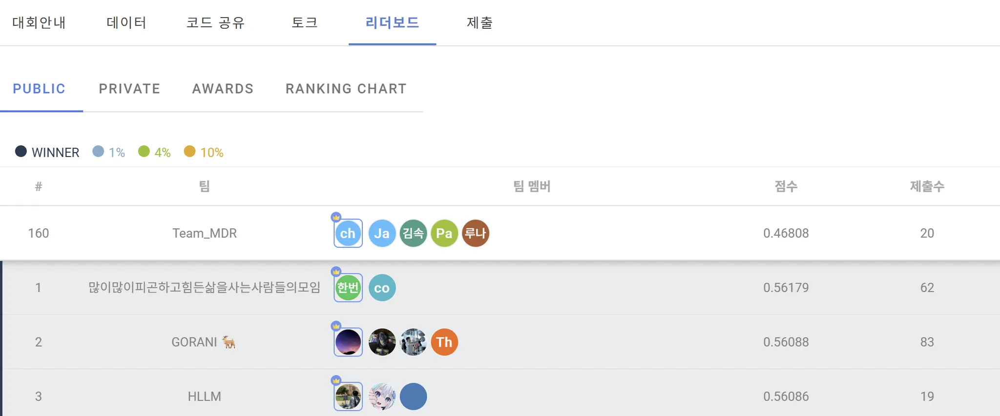 대회안내 데이터 코드 공유 토크 리더보드 제출
PUBLIC PRIVATE AWARDS RANKING CHART
WINNER 1% 4% 10%
# 팀 팀 멤버 점수 제출수
160 Team_MDR ch Ja 김속 Pa 루나 0.46808 20
1 많이많이피곤하고힘든삶을사는사람들의모임 한번 co 0.56179 62
2 GORANI Th 0.56088 83
3 HLLM 0.56086 19